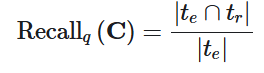 Recall_q (C) = |t_e ∩ t_r| / |t_e|